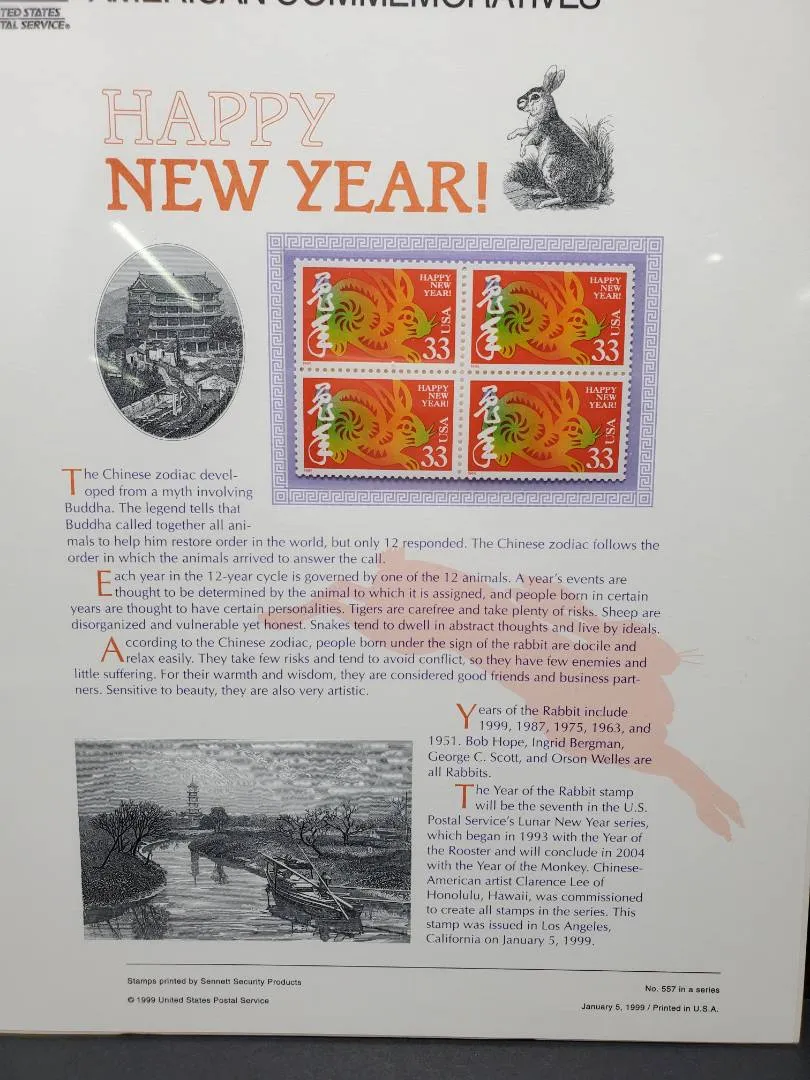 TED STATES
TAL SERVICE®
AMERICAN COMMEMORATIVES
HAPPY
NEW YEAR!
HAPPY
NEW
YEAR!
USA
33
HAPPY
NEW
YEAR!
USA
33
HAPPY
NEW
YEAR!
USA
33
HAPPY
NEW
YEAR!
USA
33
The Chinese zodiac devel-
oped from a myth involving
Buddha. The legend tells that
Buddha called together all ani-
mals to help him restore order in the world, but only 12 responded. The Chinese zodiac follows the
order in which the animals arrived to answer the call.
Each year in the 12-year cycle is governed by one of the 12 animals. A year's events are
thought to be determined by the animal to which it is assigned, and people born in certain
years are thought to have certain personalities. Tigers are carefree and take plenty of risks. Sheep are
disorganized and vulnerable yet honest. Snakes tend to dwell in abstract thoughts and live by ideals.
According to the Chinese zodiac, people born under the sign of the rabbit are docile and
relax easily. They take few risks and tend to avoid conflict, so they have few enemies and
little suffering. For their warmth and wisdom, they are considered good friends and business part-
ners. Sensitive to beauty, they are also very artistic.
Years of the Rabbit include
1999, 1987, 1975, 1963, and
1951. Bob Hope, Ingrid Bergman,
George C. Scott, and Orson Welles are
all Rabbits.
The Year of the Rabbit stamp
will be the seventh in the U.S.
Postal Service's Lunar New Year series,
which began in 1993 with the Year of
the Rooster and will conclude in 2004
with the Year of the Monkey. Chinese-
American artist Clarence Lee of
Honolulu, Hawaii, was commissioned
to create all stamps in the series. This
stamp was issued in Los Angeles,
California on January 5, 1999.
Stamps printed by Sennett Security Products
© 1999 United States Postal Service
No. 557 in a series
January 5, 1999 / Printed in U.S.A.